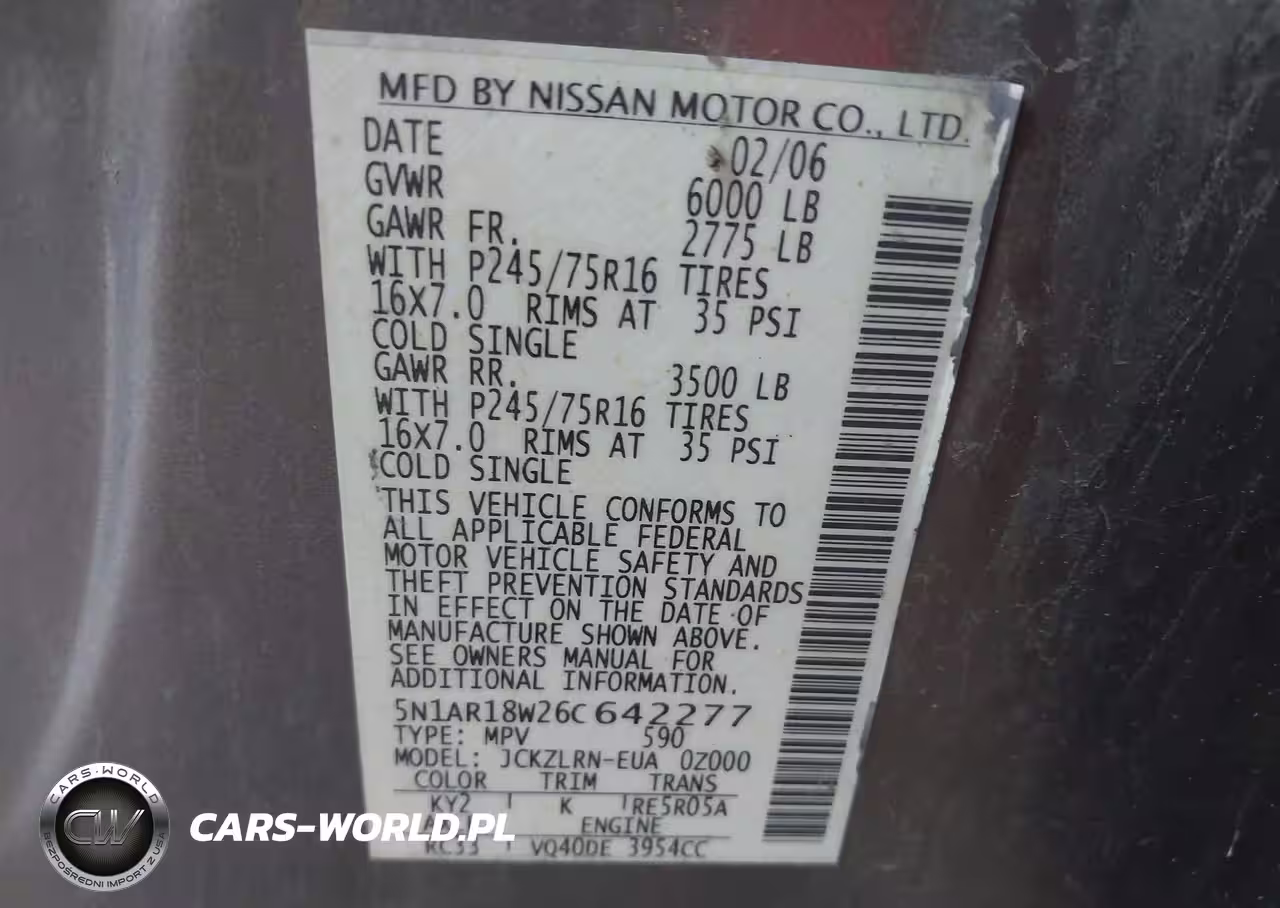 MFD BY NISSAN MOTOR CO., LTD.
DATE 02/06
GVWR 6000 LB
GAWR FR. 2775 LB
WITH P245/75R16 TIRES
16X7.0 RIMS AT 35 PSI
COLD SINGLE
GAWR RR. 3500 LB
WITH P245/75R16 TIRES
16X7.0 RIMS AT 35 PSI
COLD SINGLE
THIS VEHICLE CONFORMS TO
ALL APPLICABLE FEDERAL
MOTOR VEHICLE SAFETY AND
THEFT PREVENTION STANDARDS
IN EFFECT ON THE DATE OF
MANUFACTURE SHOWN ABOVE.
SEE OWNERS MANUAL FOR
ADDITIONAL INFORMATION.
5N1AR18W26C642277
TYPE: MPV 590
MODEL: JCKZLRN-EUA 0Z000
COLOR TRIM TRANS
KY2 K RE5R05A
ENGINE
VQ40DE 3954CC
CARS-WORLD
CW
BEZPOŚREDNI IMPORT Z USA
CARS-WORLD.PL